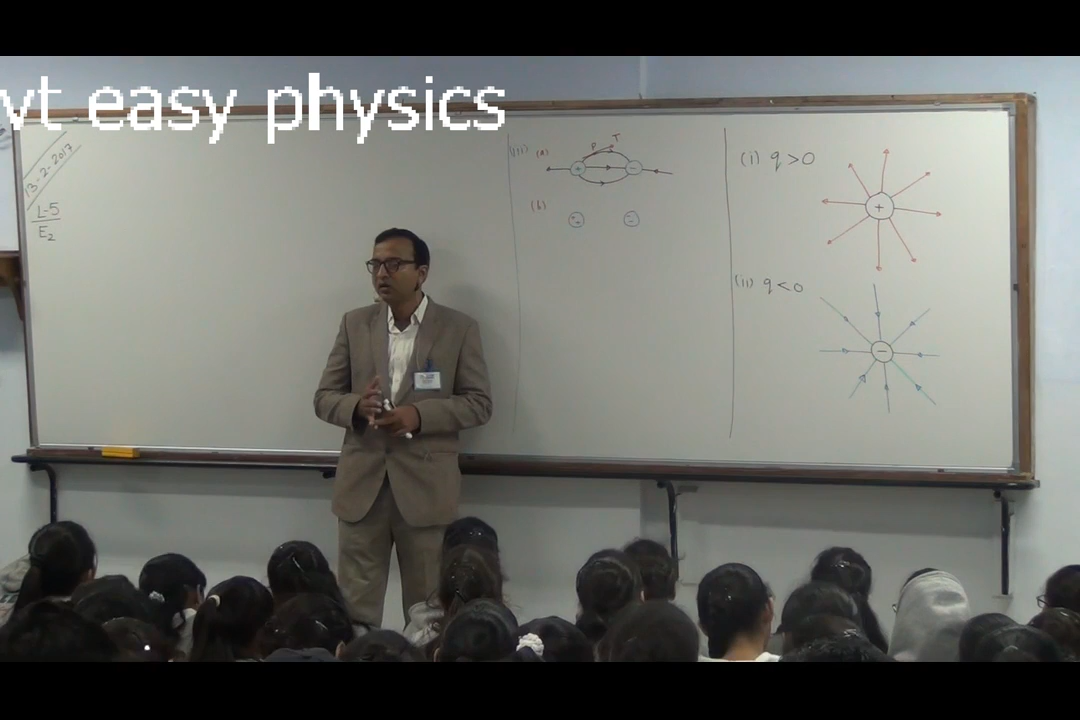 vt easy physics
13-2-2017
L-5
E2
(iii) (a)
P T
+ -
(b)
(i) q > 0
+
(ii) q < 0
-